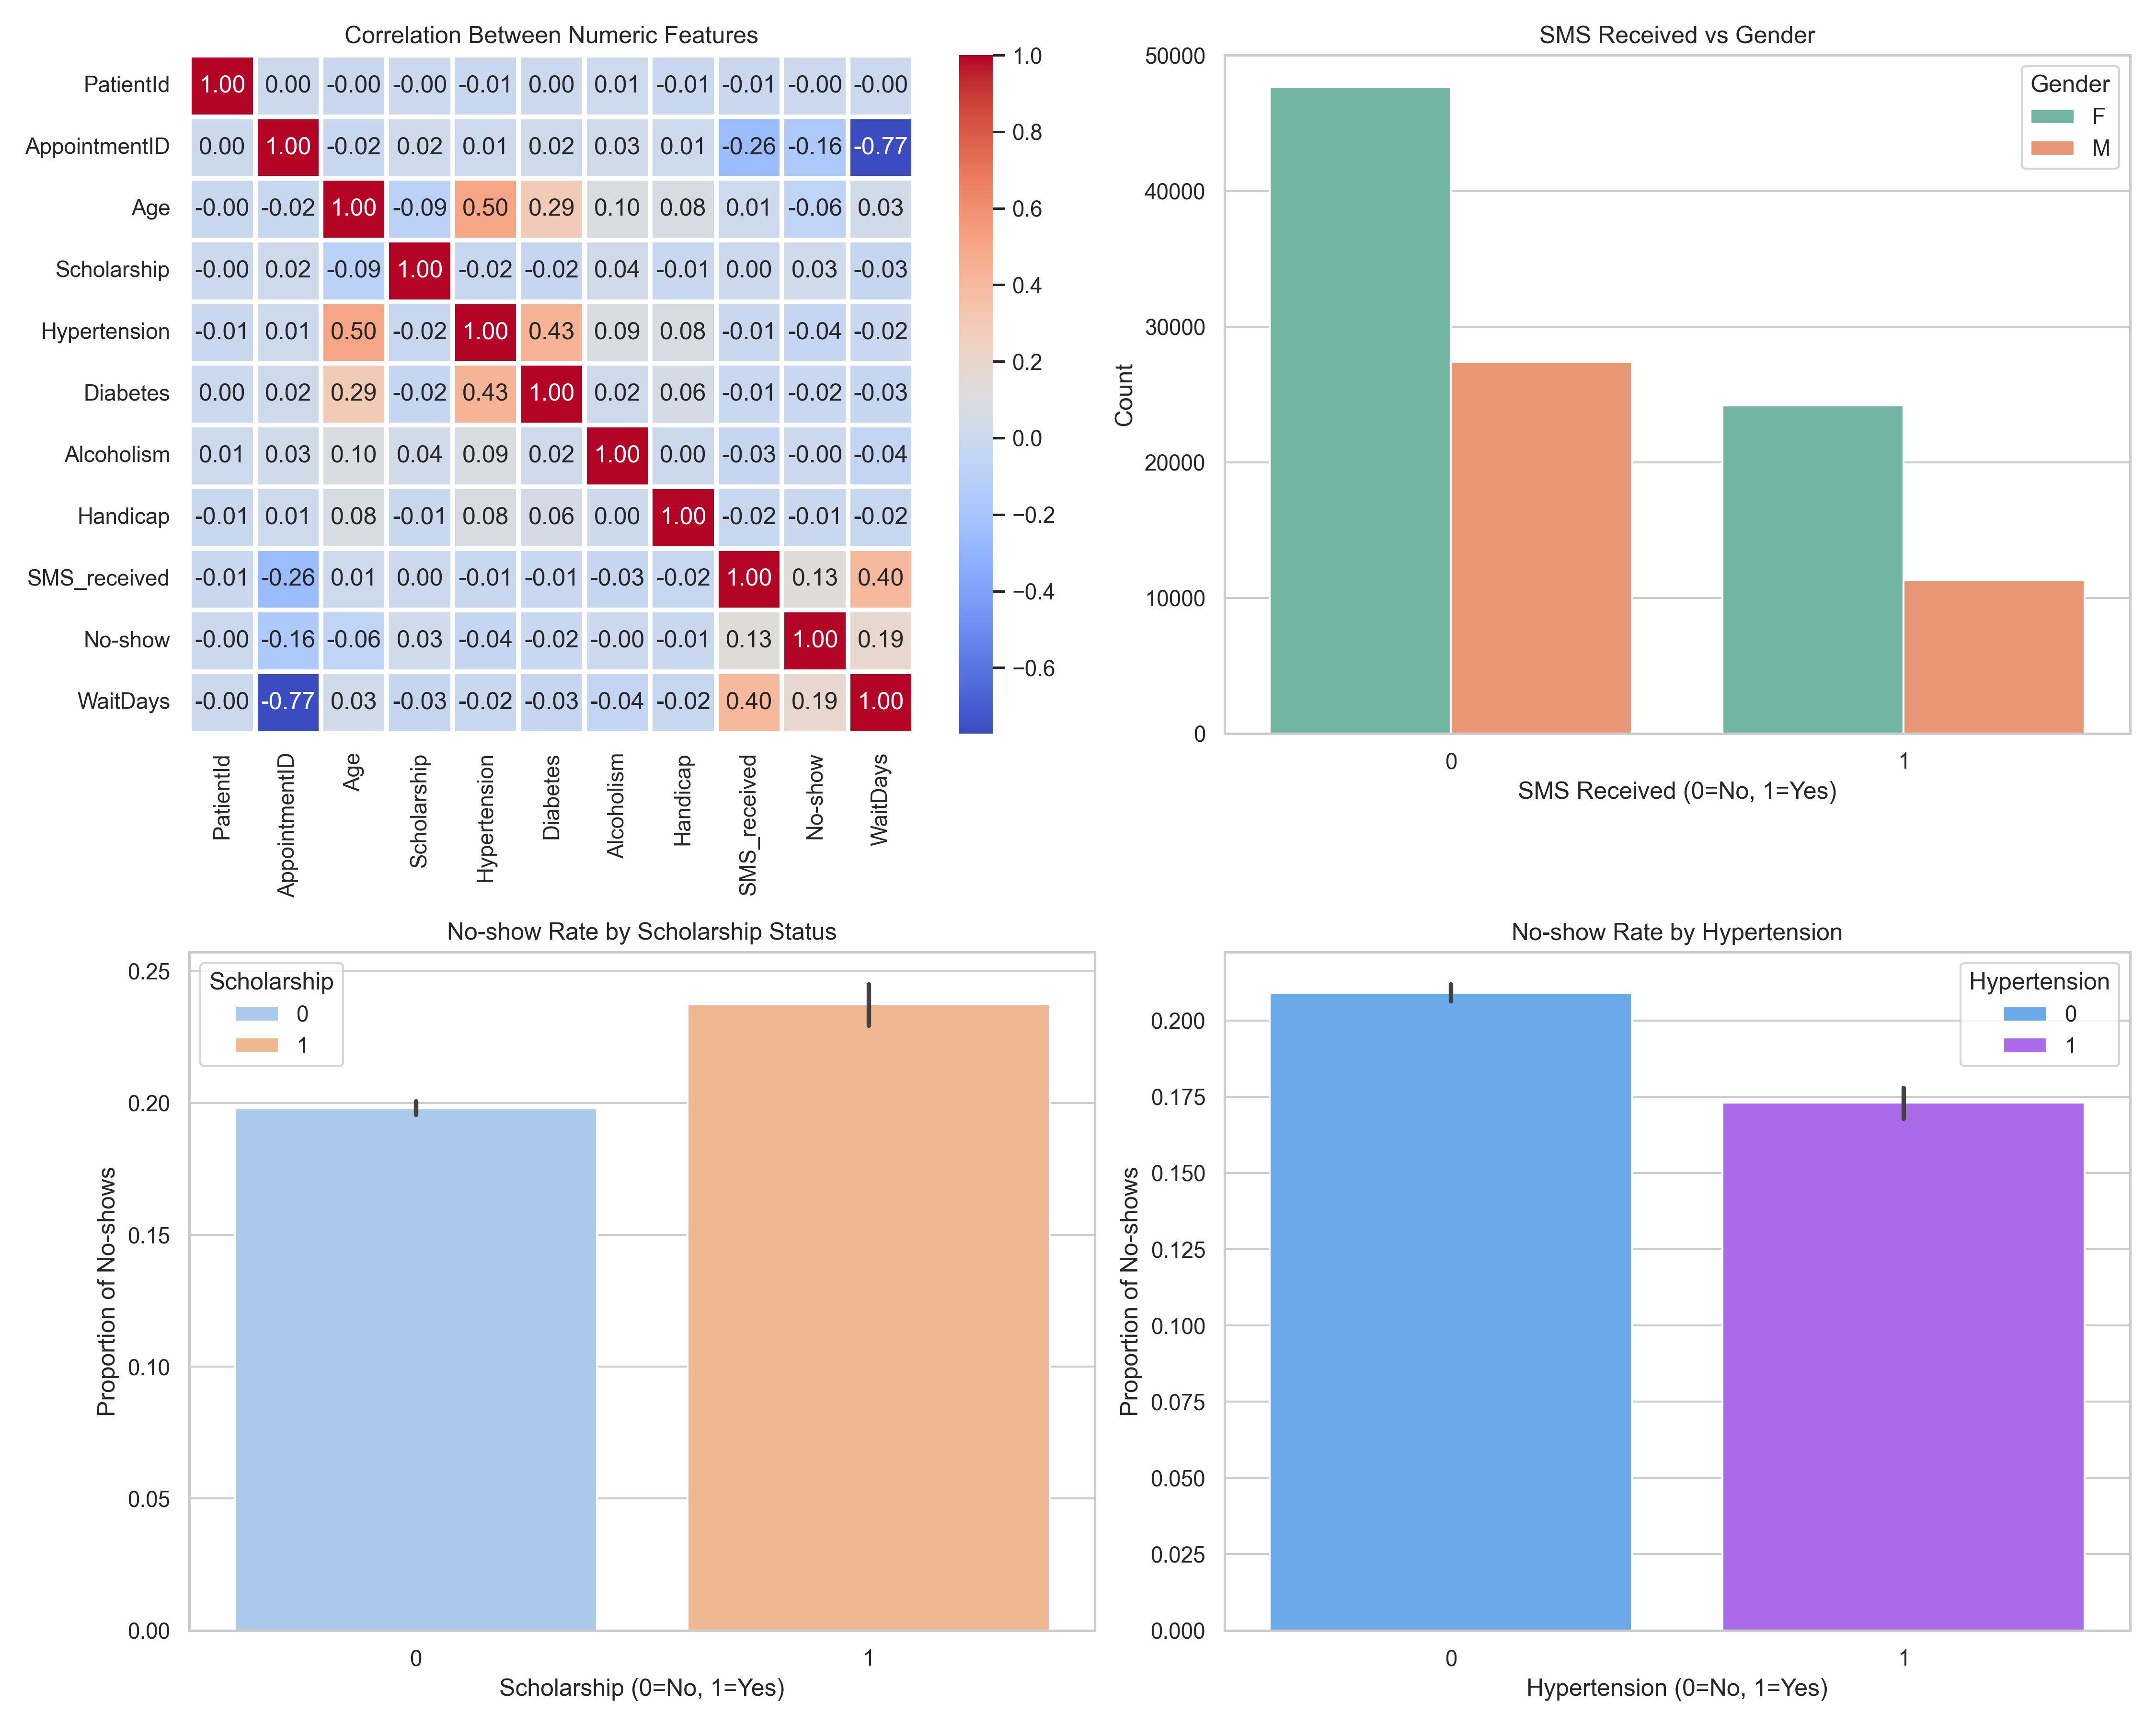 Correlation Between Numeric Features
PatientId 1.00 0.00 -0.00 -0.00 -0.01 0.00 0.01 -0.01 -0.01 -0.00 -0.00
AppointmentID 0.00 1.00 -0.02 0.02 0.01 0.02 0.03 0.01 -0.26 -0.16 -0.77
Age -0.00 -0.02 1.00 -0.09 0.50 0.29 0.10 0.08 0.01 -0.06 0.03
Scholarship -0.00 0.02 -0.09 1.00 -0.02 -0.02 0.04 -0.01 0.00 0.03 -0.03
Hypertension -0.01 0.01 0.50 -0.02 1.00 0.43 0.09 0.08 -0.01 -0.04 -0.02
Diabetes 0.00 0.02 0.29 -0.02 0.43 1.00 0.02 0.06 -0.01 -0.02 -0.03
Alcoholism 0.01 0.03 0.10 0.04 0.09 0.02 1.00 0.00 -0.03 -0.00 -0.04
Handicap -0.01 0.01 0.08 -0.01 0.08 0.06 0.00 1.00 -0.02 -0.01 -0.02
SMS_received -0.01 -0.26 0.01 0.00 -0.01 -0.01 -0.03 -0.02 1.00 0.13 0.40
No-show -0.00 -0.16 -0.06 0.03 -0.04 -0.02 -0.00 -0.01 0.13 1.00 0.19
WaitDays -0.00 -0.77 0.03 -0.03 -0.02 -0.03 -0.04 -0.02 0.40 0.19 1.00
PatientId
AppointmentID
Age
Scholarship
Hypertension
Diabetes
Alcoholism
Handicap
SMS_received
No-show
WaitDays
1.0
0.8
0.6
0.4
0.2
0.0
−0.2
−0.4
−0.6
SMS Received vs Gender
50000
40000
30000
20000
10000
0
Count
Gender
F
M
0 1
SMS Received (0=No, 1=Yes)
No-show Rate by Scholarship Status
0.25
0.20
0.15
0.10
0.05
0.00
Proportion of No-shows
Scholarship
0
1
0 1
Scholarship (0=No, 1=Yes)
No-show Rate by Hypertension
0.200
0.175
0.150
0.125
0.100
0.075
0.050
0.025
0.000
Proportion of No-shows
Hypertension
0
1
0 1
Hypertension (0=No, 1=Yes)